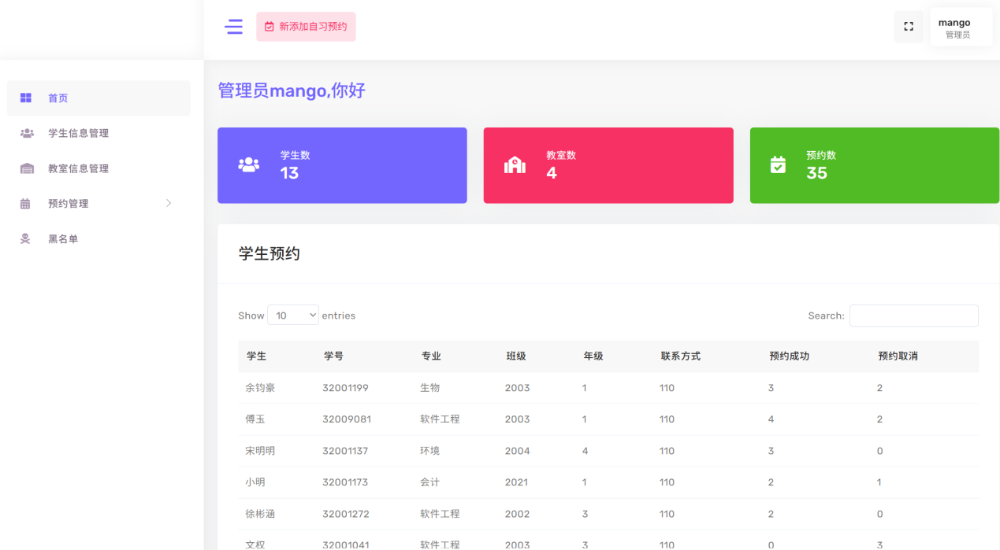 新添加自习预约
mango
管理员
首页
学生信息管理
教室信息管理
预约管理
黑名单
管理员mango,你好
学生数
13
教室数
4
预约数
35
学生预约
Show 10 entries
Search:
学生 学号 专业 班级 年级 联系方式 预约成功 预约取消
余钧豪 32001199 生物 2003 1 110 3 2
傅玉 32009081 软件工程 2003 1 110 4 2
宋明明 32001137 环境 2004 4 110 3 0
小明 32001173 会计 2021 1 110 2 1
徐彬涵 32001272 软件工程 2002 3 110 2 0
文权 32001041 软件工程 2003 3 110 0 3